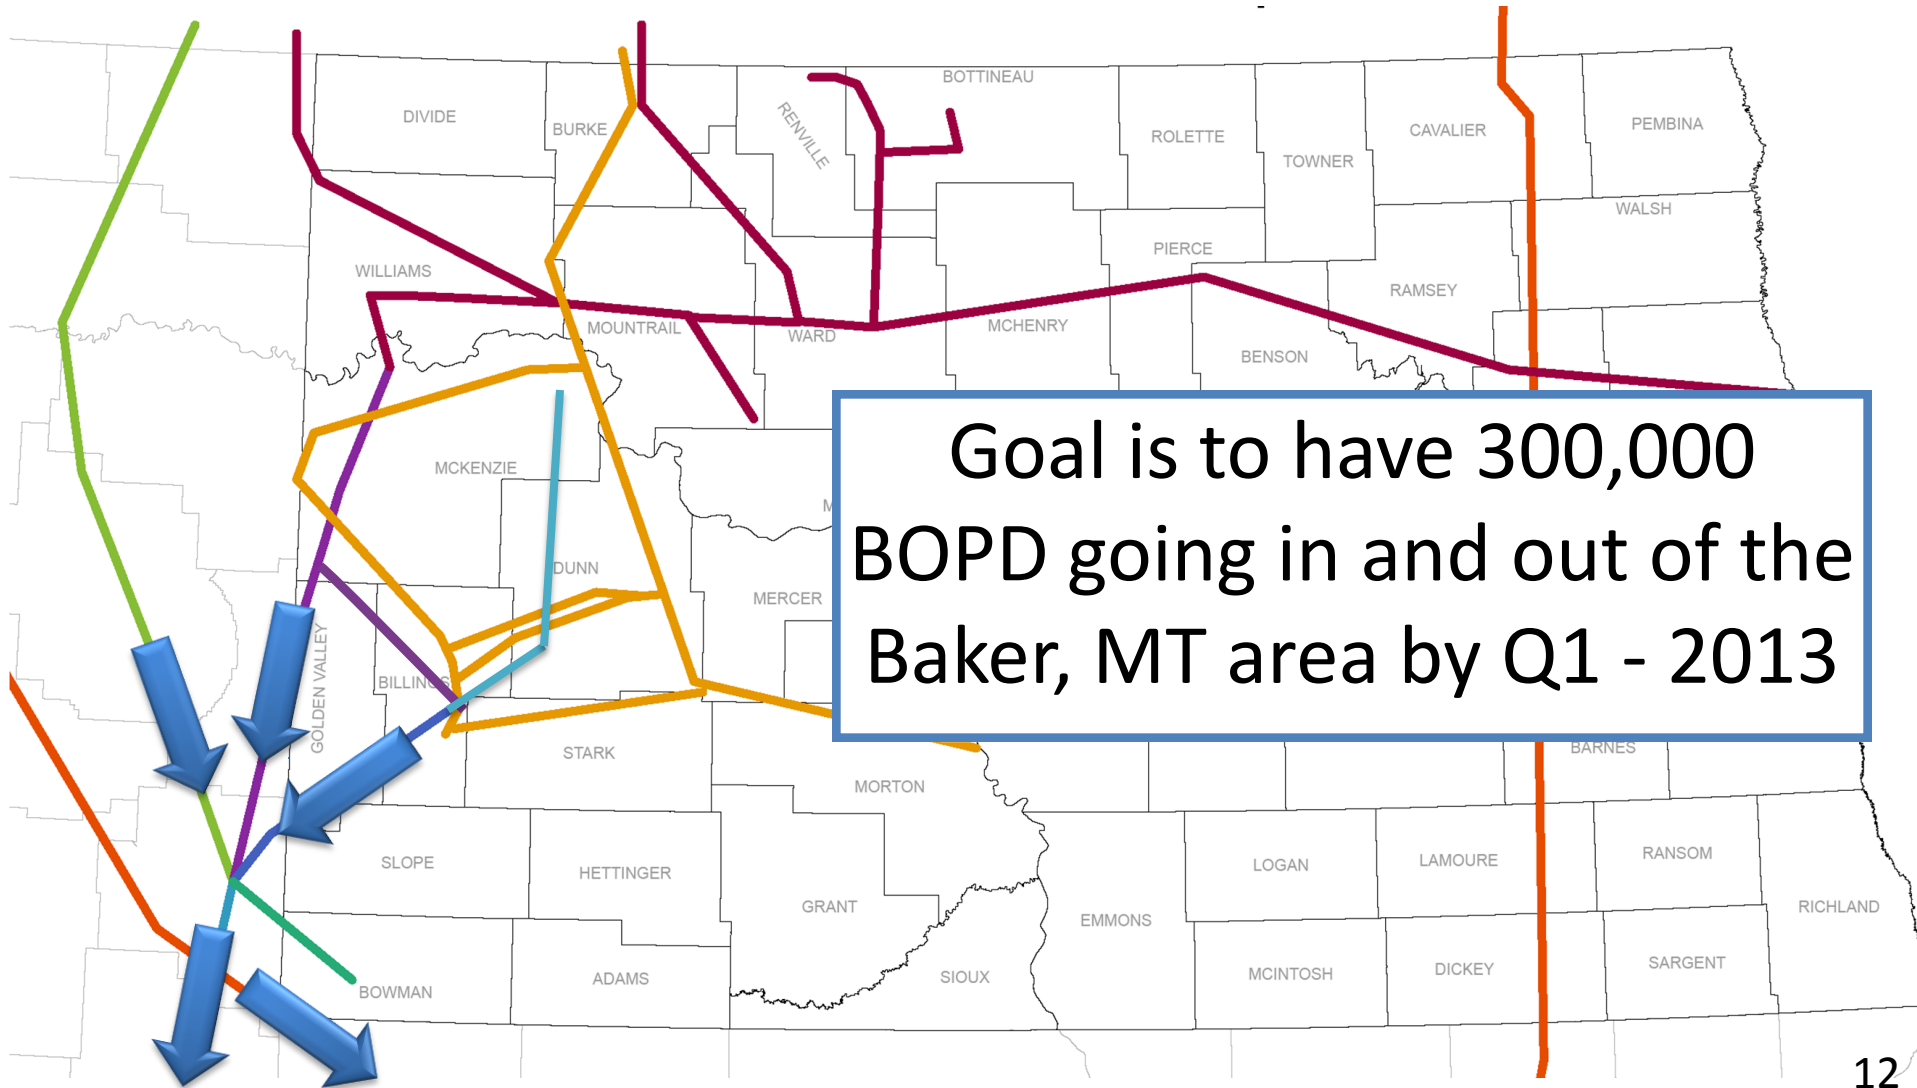 BOTTINEAU
DIVIDE
BURKE
RENVILLE
ROLETTE
TOWNER
CAVALIER
PEMBINA
WALSH
WILLIAMS
PIERCE
RAMSEY
MOUNTRAIL
WARD
MCHENRY
BENSON
MCKENZIE
Goal is to have 300,000
BOPD going in and out of the
Baker, MT area by Q1 - 2013
DUNN
MERCER
GOLDEN VALLEY
BILLINGS
STARK
MORTON
BARNES
SLOPE
HETTINGER
GRANT
LOGAN
LAMOURE
RANSOM
EMMONS
RICHLAND
BOWMAN
ADAMS
SIOUX
MCINTOSH
DICKEY
SARGENT
12